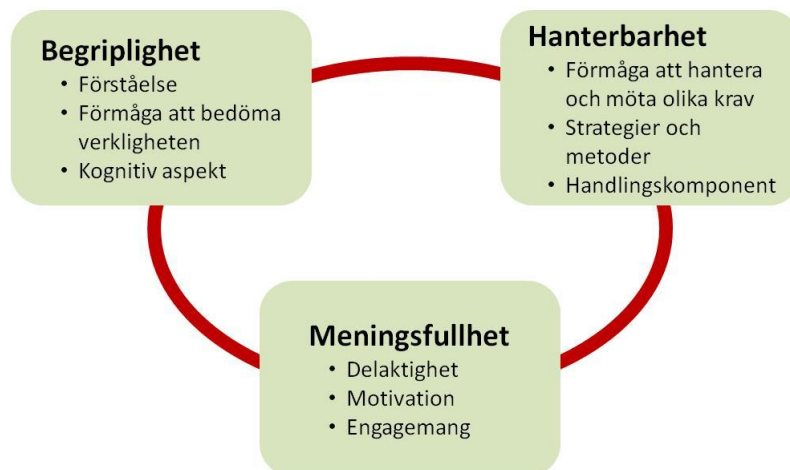 Begriplighet
• Förståelse
• Förmåga att bedöma
verkligheten
• Kognitiv aspekt
Hanterbarhet
• Förmåga att hantera
och möta olika krav
• Strategier och
metoder
• Handlingskomponent
Meningsfullhet
• Delaktighet
• Motivation
• Engagemang